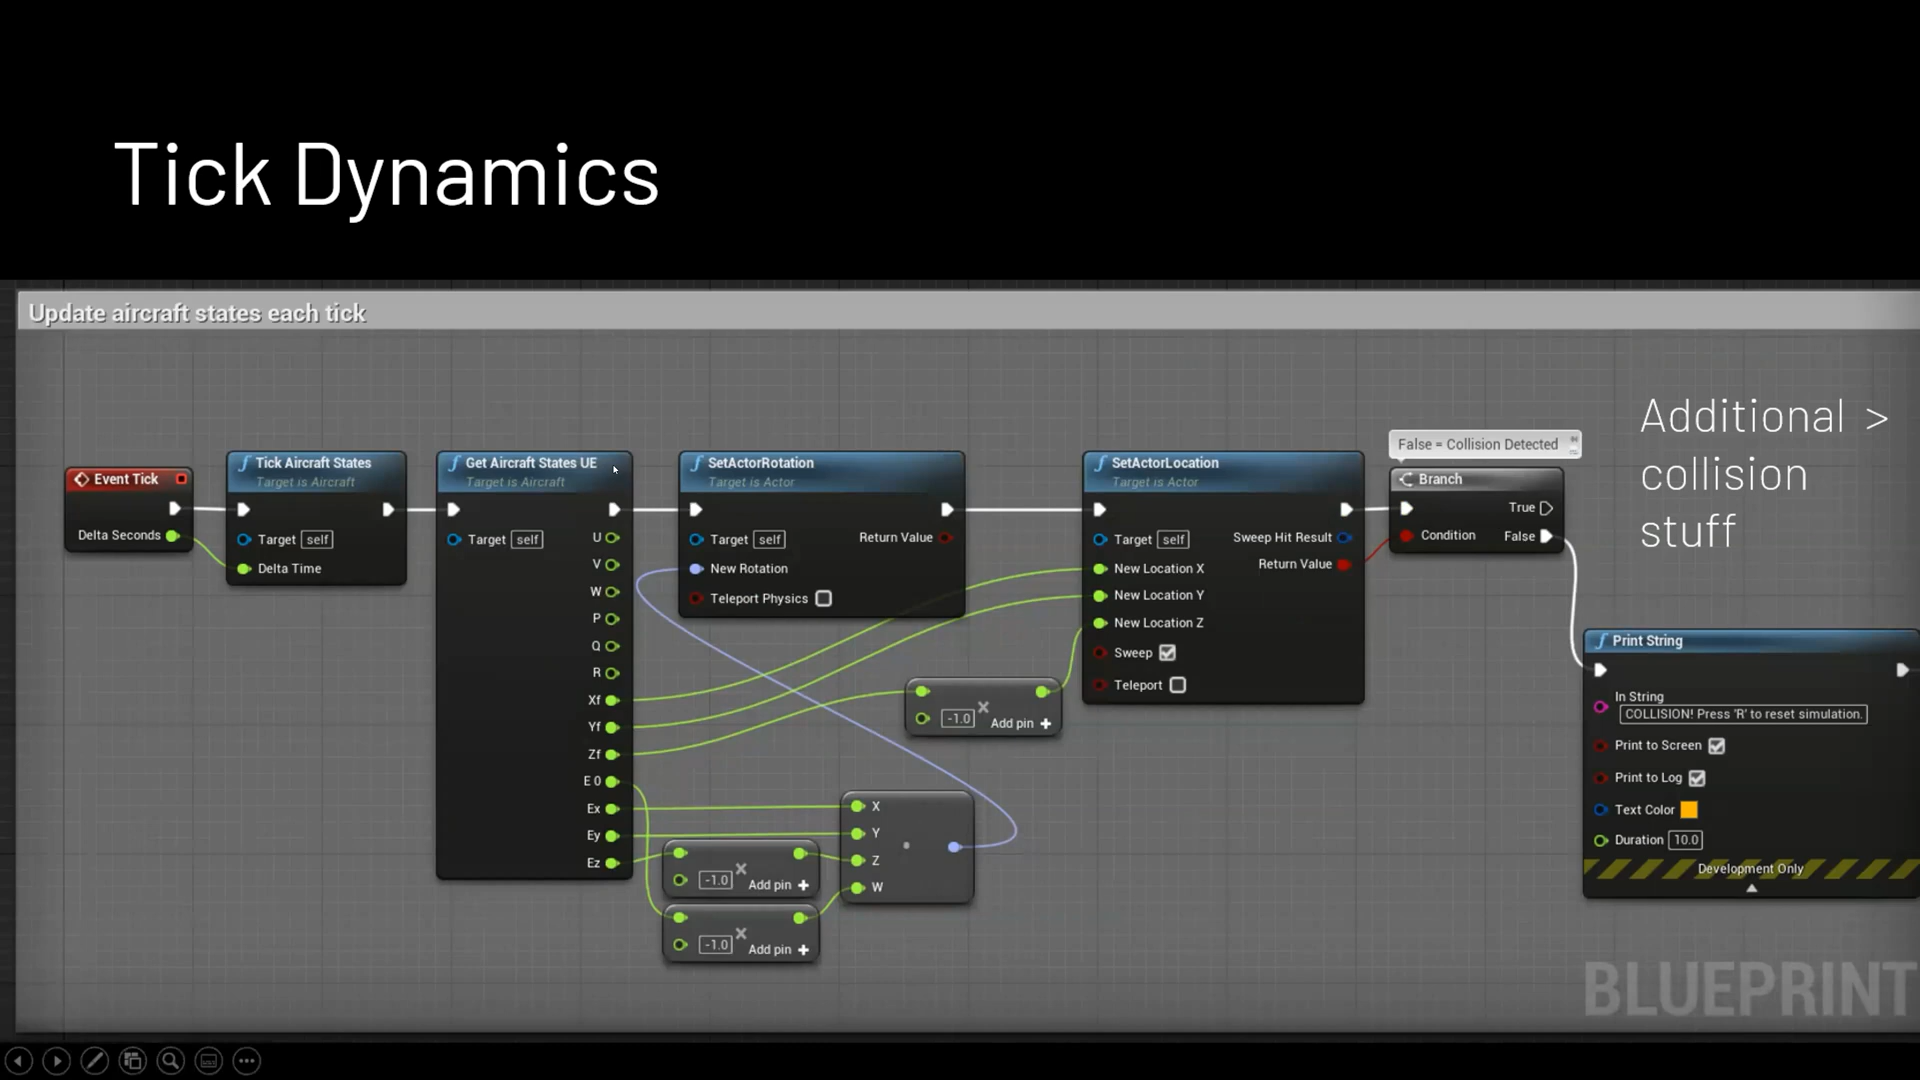 Tick Dynamics
Update aircraft states each tick
Additional >
collision
stuff
Event Tick
Delta Seconds
Tick Aircraft States
Target is Aircraft
Target self
Delta Time
Get Aircraft States UE
Target is Aircraft
Target self
U
V
W
P
Q
R
Xf
Yf
Zf
E 0
Ex
Ey
Ez
SetActorRotation
Target is Actor
Target self
Return Value
New Rotation
Teleport Physics
-1.0
Add pin +
X
Y
Z
W
-1.0
Add pin +
-1.0
Add pin +
SetActorLocation
Target is Actor
Target self
Sweep Hit Result
New Location X
Return Value
New Location Y
New Location Z
Sweep
Teleport
False = Collision Detected
Branch
True
Condition
False
Print String
In String
COLLISION! Press 'R' to reset simulation.
Print to Screen
Print to Log
Text Color
Duration 10.0
Development Only
BLUEPRINT